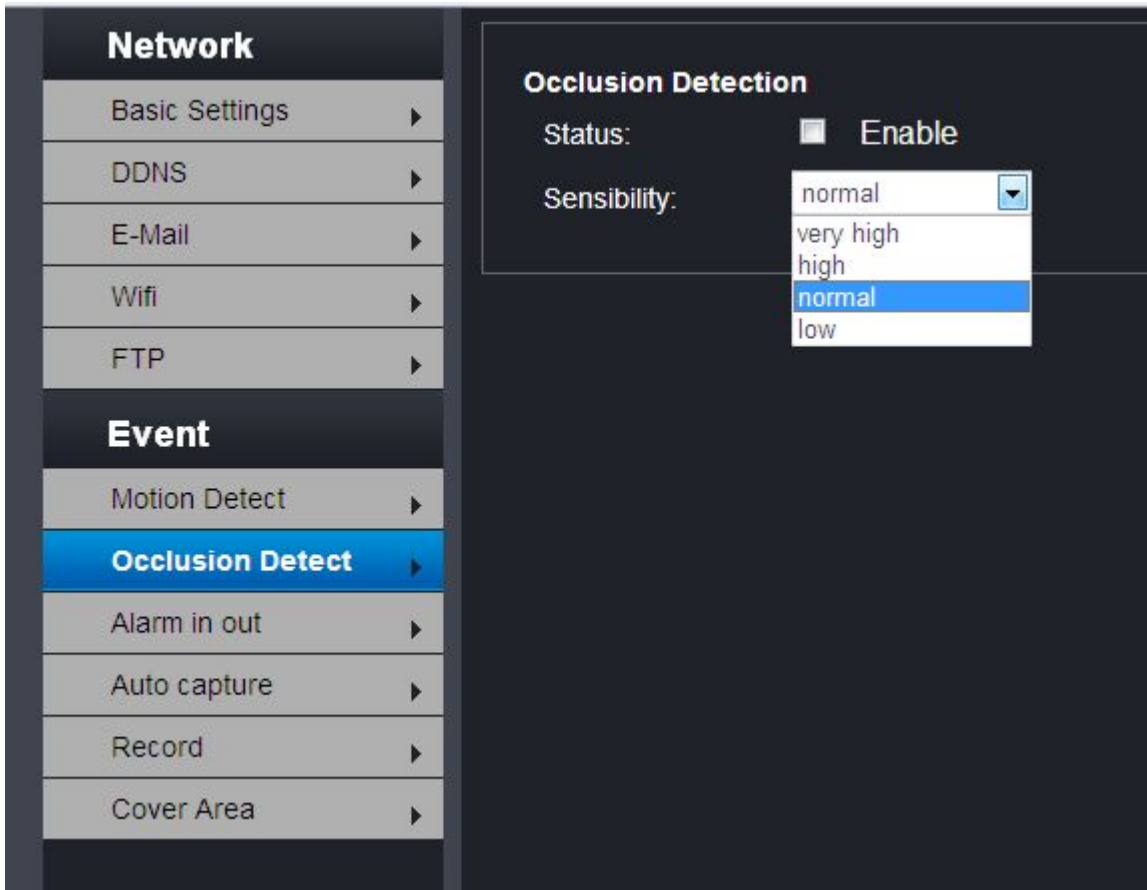 Network
Basic Settings
DDNS
E-Mail
Wifi
FTP
Event
Motion Detect
Occlusion Detect
Alarm in out
Auto capture
Record
Cover Area
Occlusion Detection
Status: Enable
Sensibility: normal
very high
high
normal
low